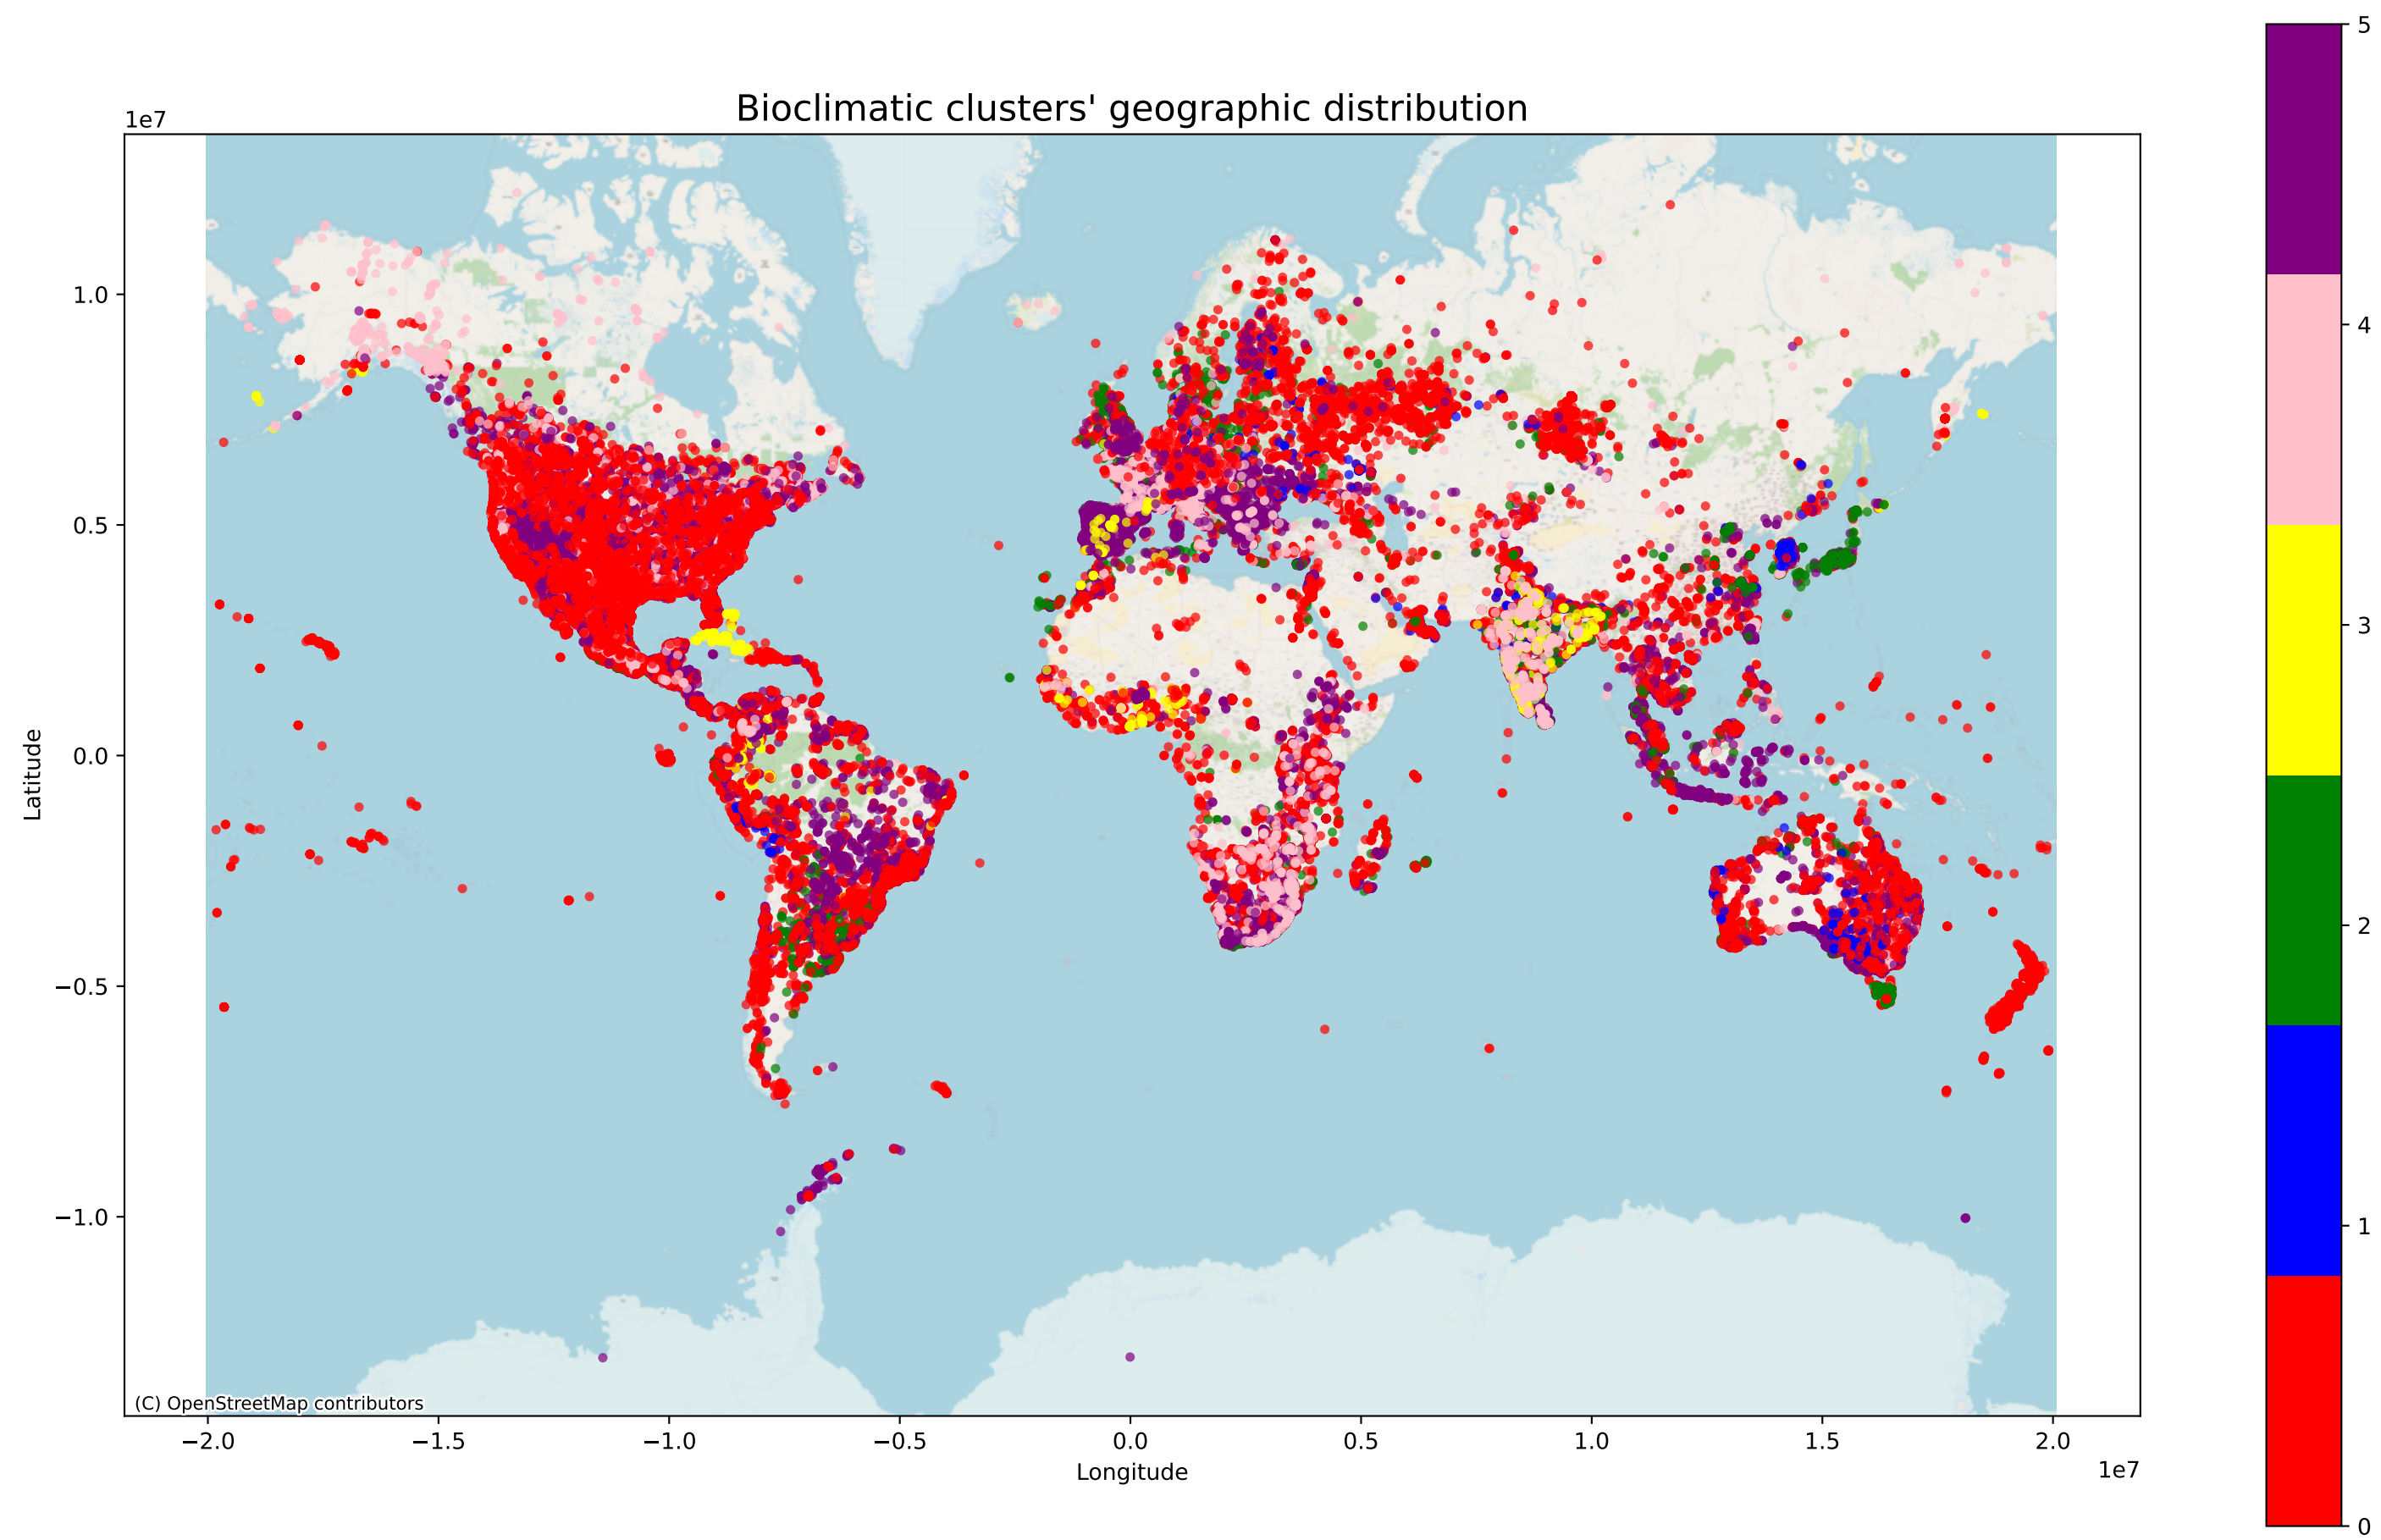 Bioclimatic clusters' geographic distribution
1e7
1.0
0.5
0.0
−0.5
−1.0
Latitude
(C) OpenStreetMap contributors
−2.0 −1.5 −1.0 −0.5 0.0 0.5 1.0 1.5 2.0
Longitude
1e7
5
4
3
2
1
0